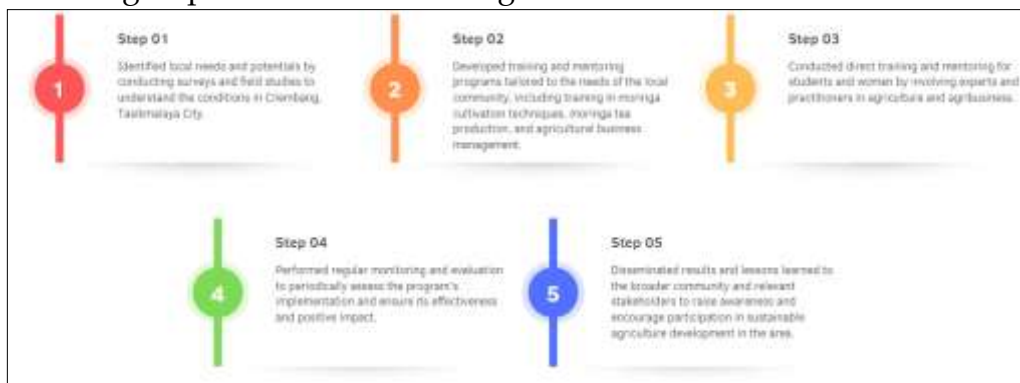 1
Step 01
Identified local needs and potentials by
conducting surveys and field studies to
understand the conditions in Ciembang,
Tasikmalaya City.
2
Step 02
Developed training and mentoring
programs tailored to the needs of the local
community, including training in moringa
cultivation techniques, moringa tea
production, and agricultural business
management.
3
Step 03
Conducted direct training and mentoring for
students and women by involving experts and
practitioners in agriculture and agribusiness.
4
Step 04
Performed regular monitoring and evaluation
to periodically assess the program's
implementation and ensure its effectiveness
and positive impact.
5
Step 05
Disseminated results and lessons learned to
the broader community and relevant
stakeholders to raise awareness and
encourage participation in sustainable
agriculture development in the area.